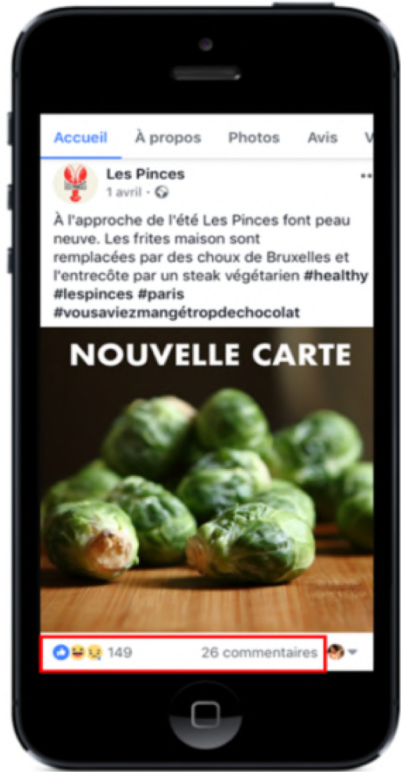 Accueil À propos Photos Avis V
Les Pinces
1 avril
À l'approche de l'été Les Pinces font peau
neuve. Les frites maison sont
remplacées par des choux de Bruxelles et
l'entrecôte par un steak végétarien #healthy
#lespinces #paris
#vousaviezmangétropdechocolat
NOUVELLE CARTE
149 26 commentaires